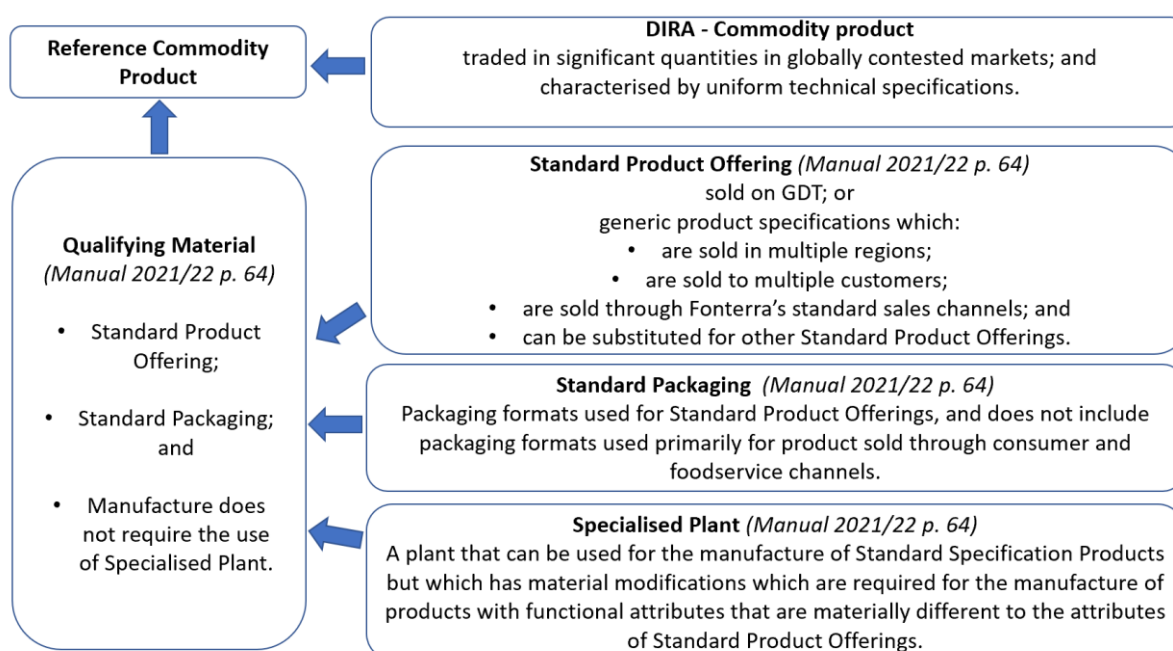 Reference Commodity
Product
DIRA - Commodity product
traded in significant quantities in globally contested markets; and
characterised by uniform technical specifications.
Qualifying Material
(Manual 2021/22 p. 64)
• Standard Product
Offering;
• Standard Packaging;
and
• Manufacture does
not require the use
of Specialised Plant.
Standard Product Offering (Manual 2021/22 p. 64)
sold on GDT; or
generic product specifications which:
• are sold in multiple regions;
• are sold to multiple customers;
• are sold through Fonterra's standard sales channels; and
• can be substituted for other Standard Product Offerings.
Standard Packaging (Manual 2021/22 p. 64)
Packaging formats used for Standard Product Offerings, and does not include
packaging formats used primarily for product sold through consumer and
foodservice channels.
Specialised Plant (Manual 2021/22 p. 64)
A plant that can be used for the manufacture of Standard Specification Products
but which has material modifications which are required for the manufacture of
products with functional attributes that are materially different to the attributes
of Standard Product Offerings.